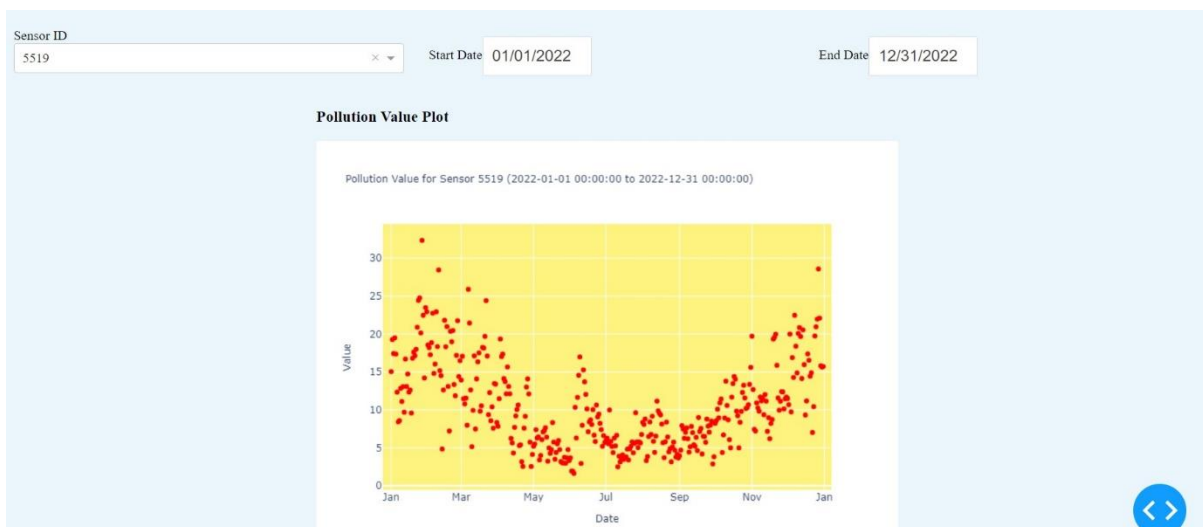 Sensor ID
5519
Start Date 01/01/2022
End Date 12/31/2022
Pollution Value Plot
Pollution Value for Sensor 5519 (2022-01-01 00:00:00 to 2022-12-31 00:00:00)
30
25
20
15
10
5
0
Value
Jan Mar May Jul Sep Nov Jan
Date